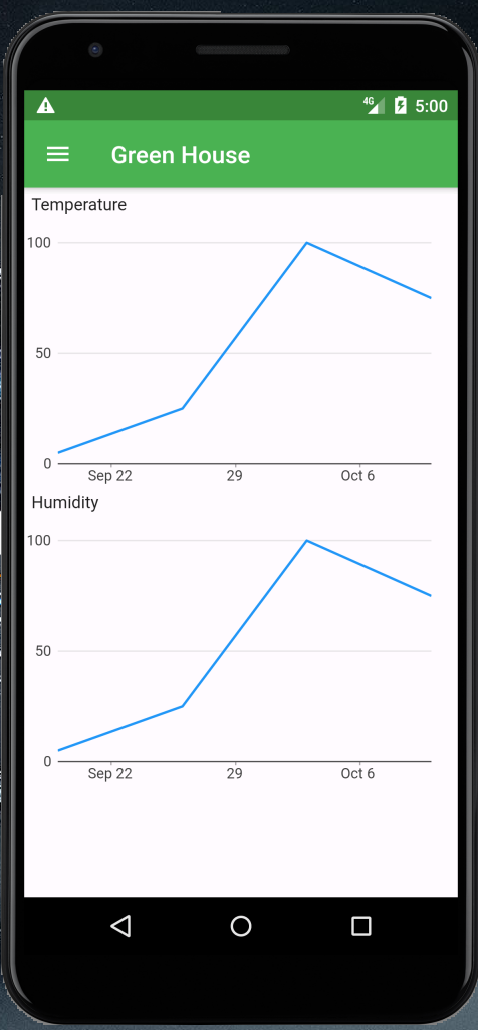 4G 5:00
Green House
Temperature
100
50
0
Sep 22 29 Oct 6
Humidity
100
50
0
Sep 22 29 Oct 6